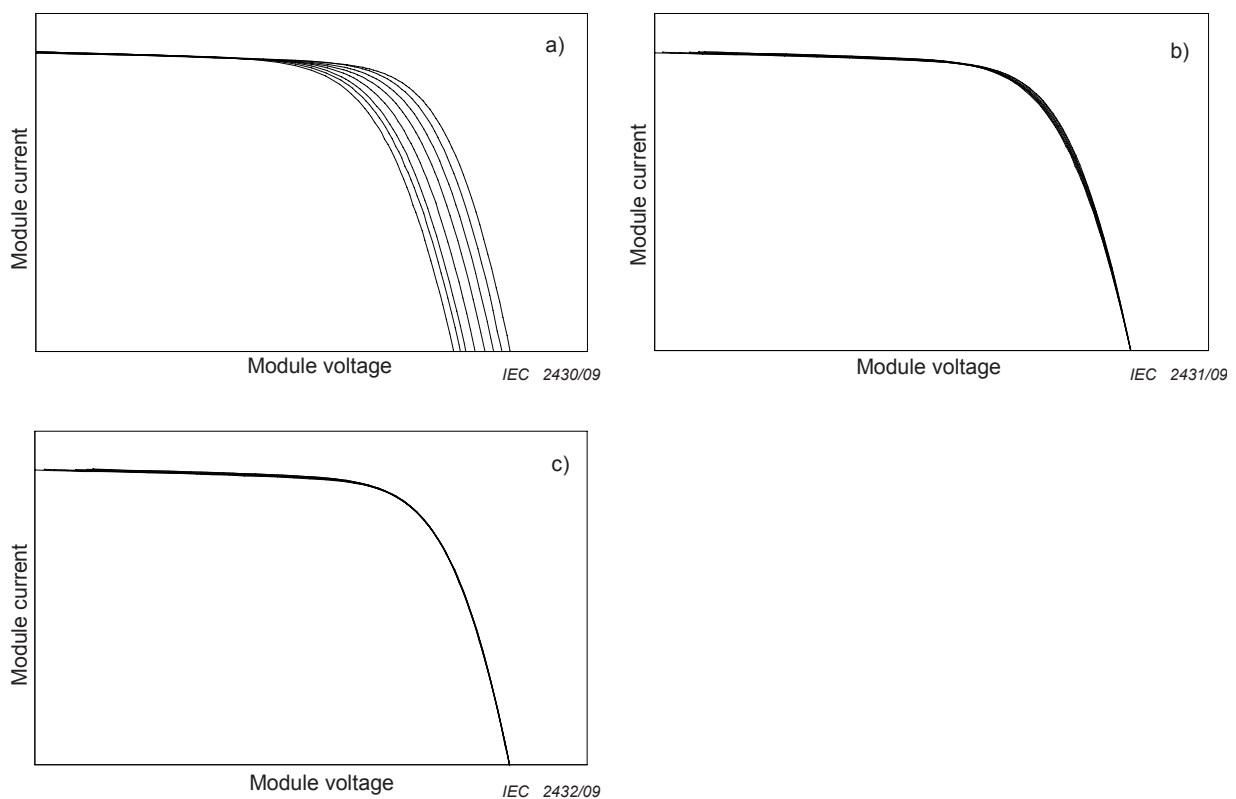 a)
Module current
Module voltage
IEC 2430/09
b)
Module current
Module voltage
IEC 2431/09
c)
Module current
Module voltage
IEC 2432/09